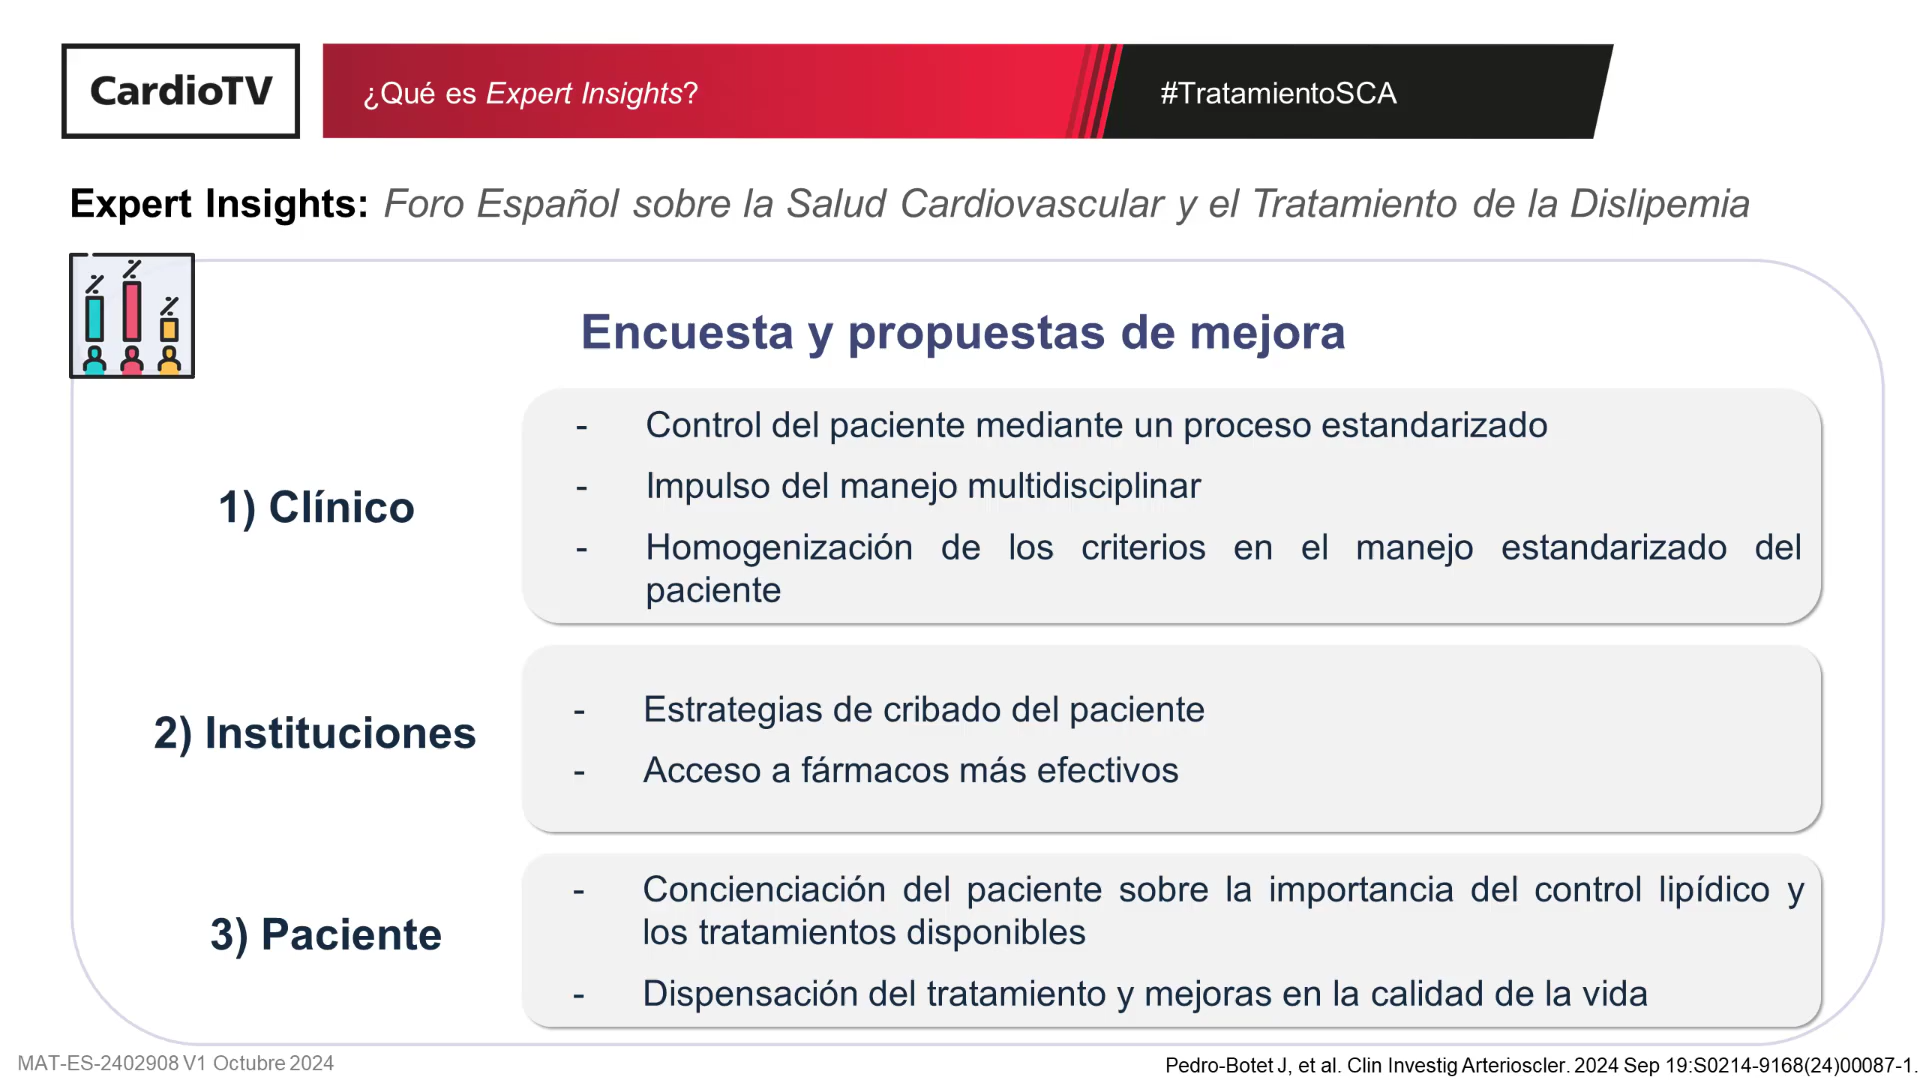 CardioTV
¿Qué es Expert Insights?
#TratamientoSCA
Expert Insights: Foro Español sobre la Salud Cardiovascular y el Tratamiento de la Dislipemia
Encuesta y propuestas de mejora
1) Clínico
- Control del paciente mediante un proceso estandarizado
- Impulso del manejo multidisciplinar
- Homogenización de los criterios en el manejo estandarizado del
paciente
2) Instituciones
- Estrategias de cribado del paciente
- Acceso a fármacos más efectivos
3) Paciente
- Concienciación del paciente sobre la importancia del control lipídico y
los tratamientos disponibles
- Dispensación del tratamiento y mejoras en la calidad de la vida
MAT-ES-2402908 V1 Octubre 2024
Pedro-Botet J, et al. Clin Investig Arterioscler. 2024 Sep 19:S0214-9168(24)00087-1.